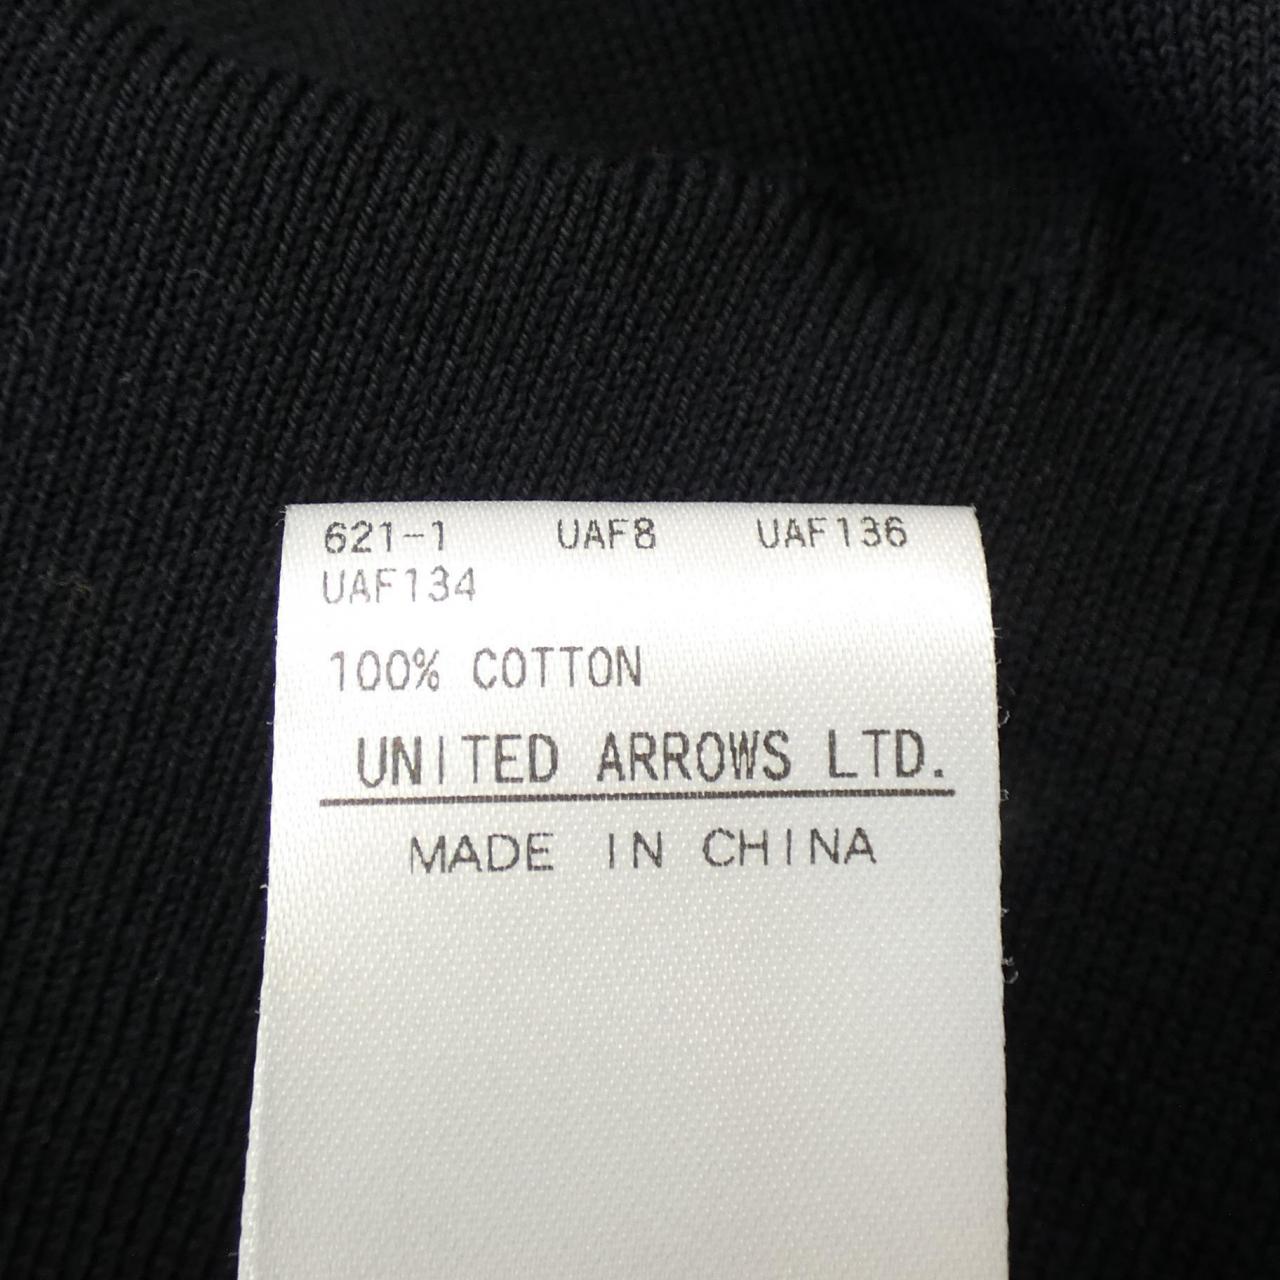 621-1 UAF8 UAF136
UAF134
100% COTTON
UNITED ARROWS LTD.
MADE IN CHINA